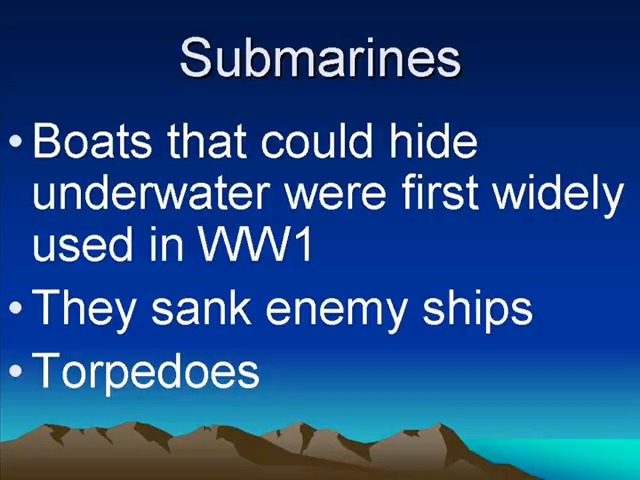 Submarines
• Boats that could hide
underwater were first widely
used in WW1
• They sank enemy ships
• Torpedoes